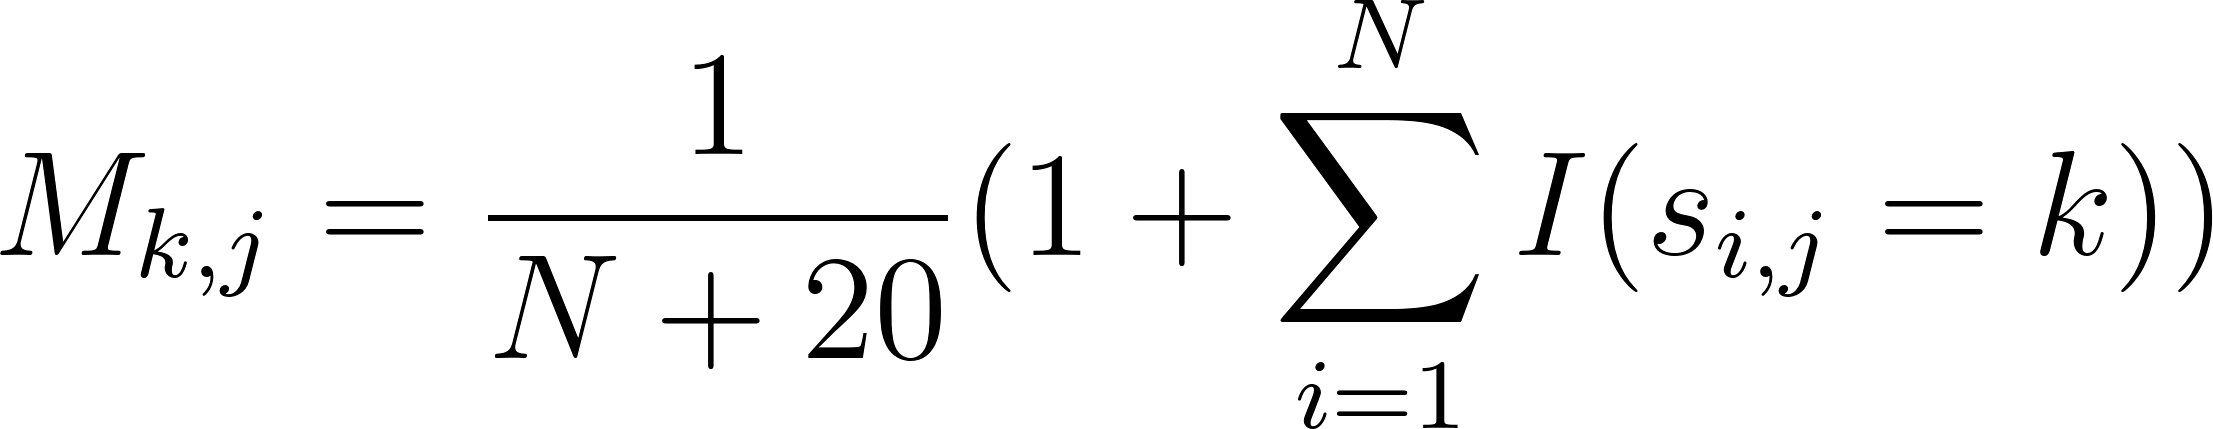 M_{k,j} = \frac{1}{N + 20}(1 + \sum_{i=1}^{N} I(s_{i,j} = k))